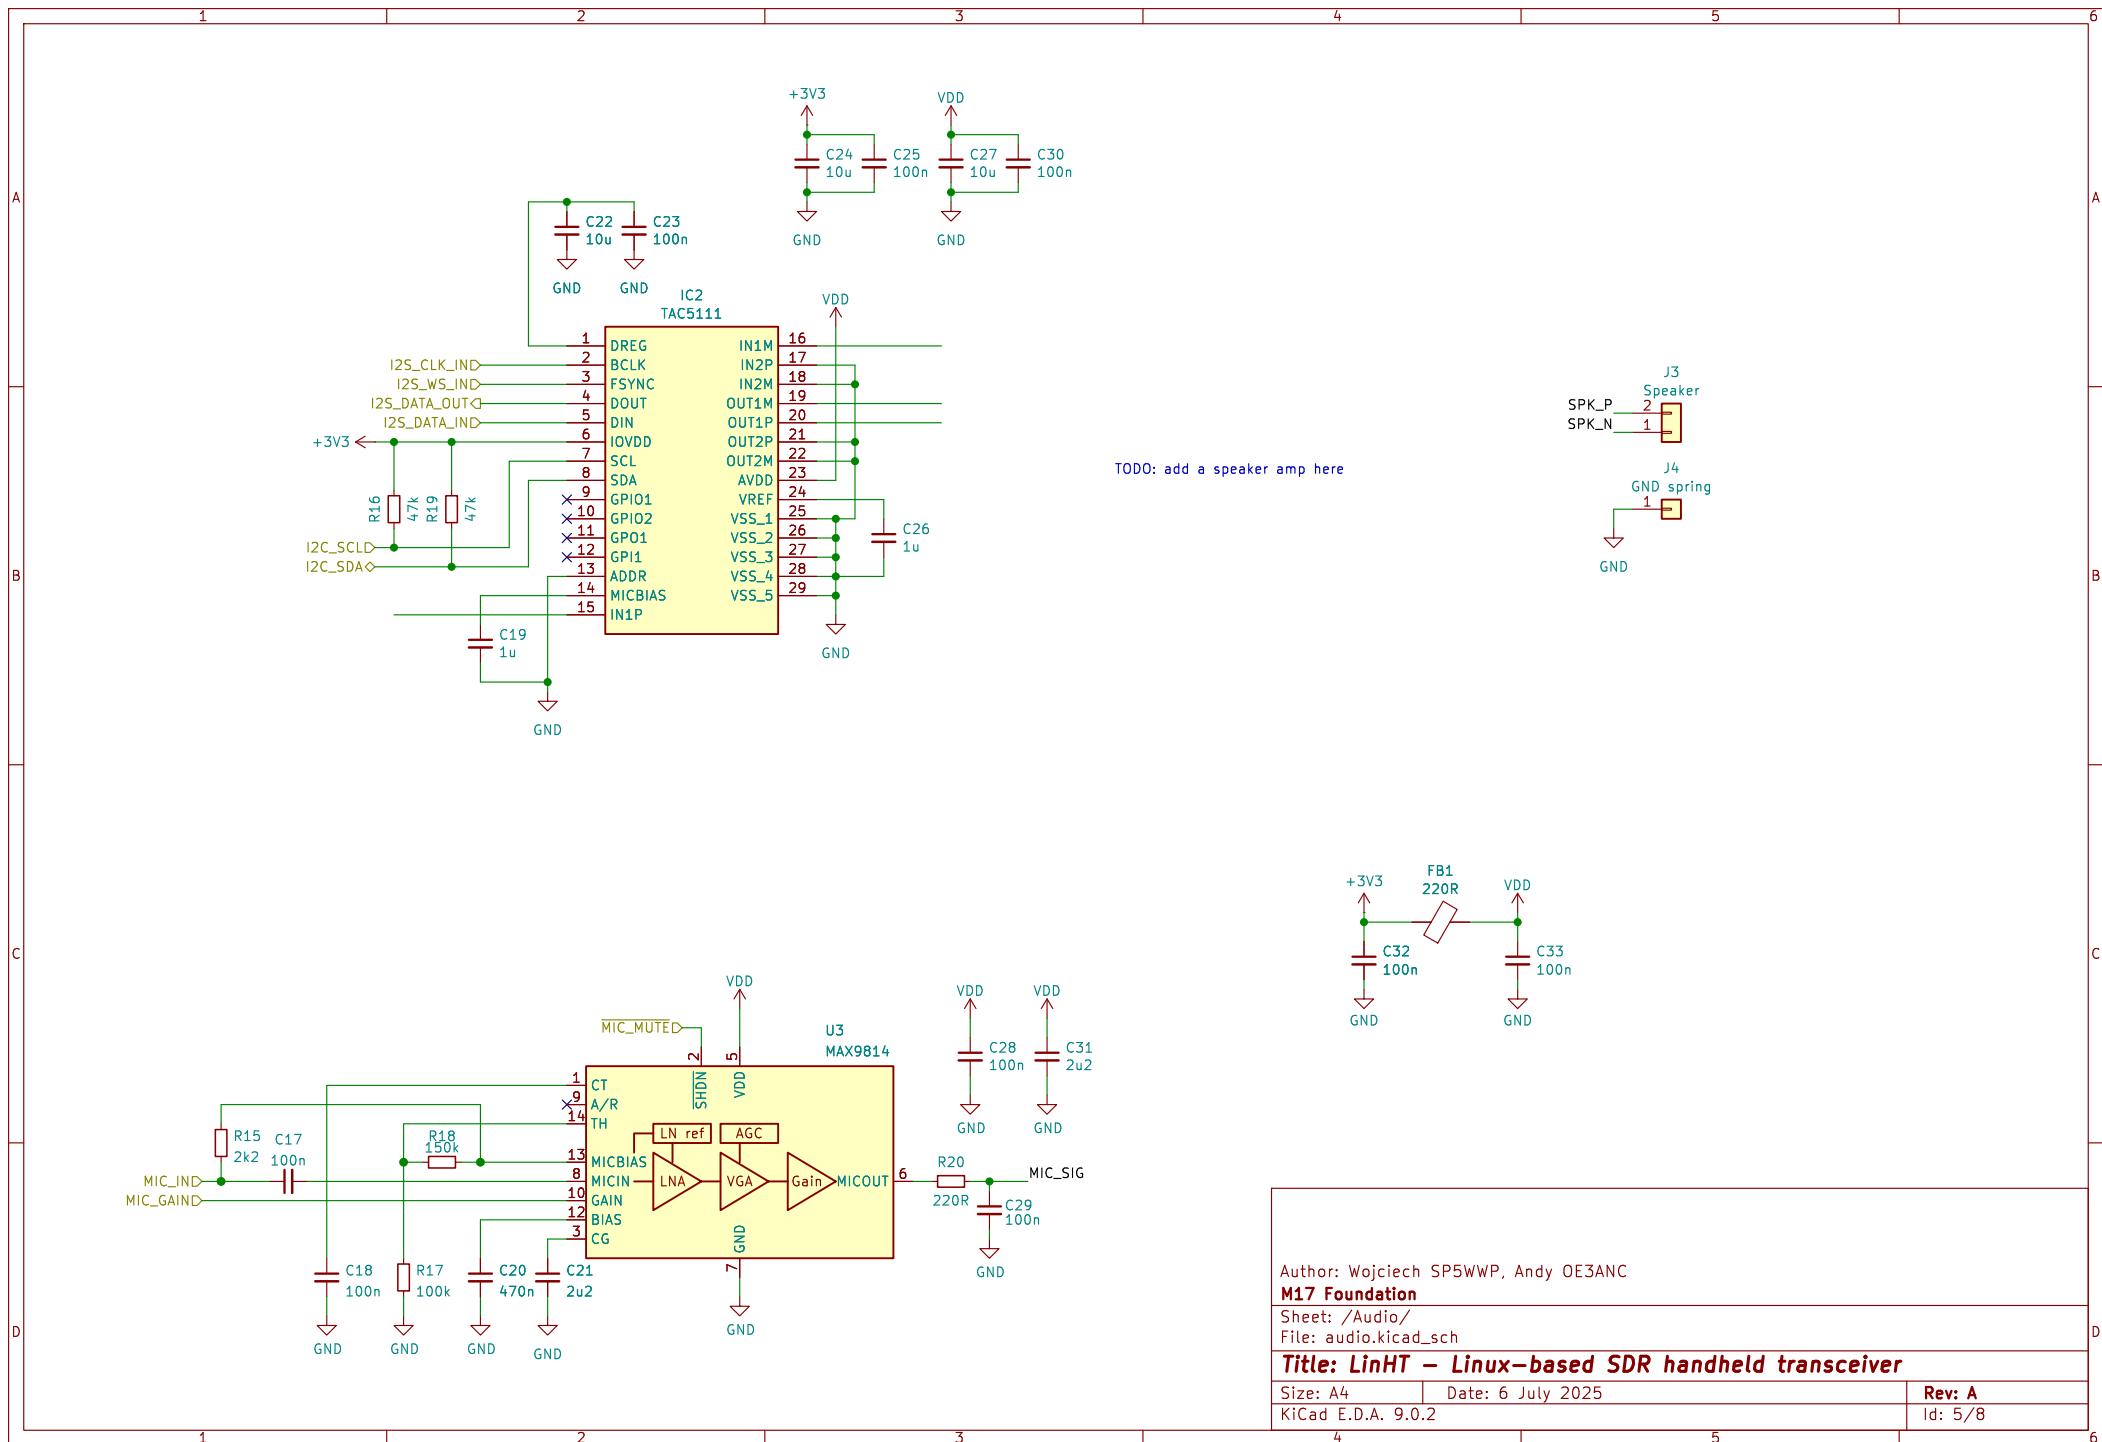 1 2 3 4 5 6
A A
B B
C C
D D
+3V3
VDD
C24
10u
C25
100n
C27
10u
C30
100n
GND
GND
C22
10u
C23
100n
GND
GND
IC2
TAC5111
VDD
1 DREG
2 BCLK
3 FSYNC
4 DOUT
5 DIN
6 IOVDD
7 SCL
8 SDA
9 GPIO1
10 GPIO2
11 GPO1
12 GPI1
13 ADDR
14 MICBIAS
15 IN1P
IN1M 16
IN2P 17
IN2M 18
OUT1M 19
OUT1P 20
OUT2P 21
OUT2M 22
AVDD 23
VREF 24
VSS_1 25
VSS_2 26
VSS_3 27
VSS_4 28
VSS_5 29
I2S_CLK_IN
I2S_WS_IN
I2S_DATA_OUT
I2S_DATA_IN
+3V3
R16
47k
R19
47k
I2C_SCL
I2C_SDA
C19
1u
GND
C26
1u
GND
TODO: add a speaker amp here
J3
Speaker
SPK_P 2
SPK_N 1
J4
GND spring
1
GND
+3V3
FB1
220R
VDD
C32
100n
C33
100n
GND
GND
VDD
MIC_MUTE
U3
MAX9814
2 SHDN
5 VDD
1 CT
9 A/R
14 TH
13 MICBIAS
8 MICIN
10 GAIN
12 BIAS
3 CG
LN ref
AGC
LNA
VGA
Gain
MICOUT 6
GND 7
GND
VDD
C28
100n
GND
VDD
C31
2u2
GND
R15
2k2
C17
100n
R18
150k
MIC_IN
MIC_GAIN
R20
220R
MIC_SIG
C29
100n
GND
C18
100n
GND
R17
100k
GND
C20
470n
GND
C21
2u2
GND
Author: Wojciech SP5WWP, Andy OE3ANC
M17 Foundation
Sheet: /Audio/
File: audio.kicad_sch
Title: LinHT – Linux-based SDR handheld transceiver
Size: A4 Date: 6 July 2025 Rev: A
KiCad E.D.A. 9.0.2 Id: 5/8
1 2 3 4 5 6